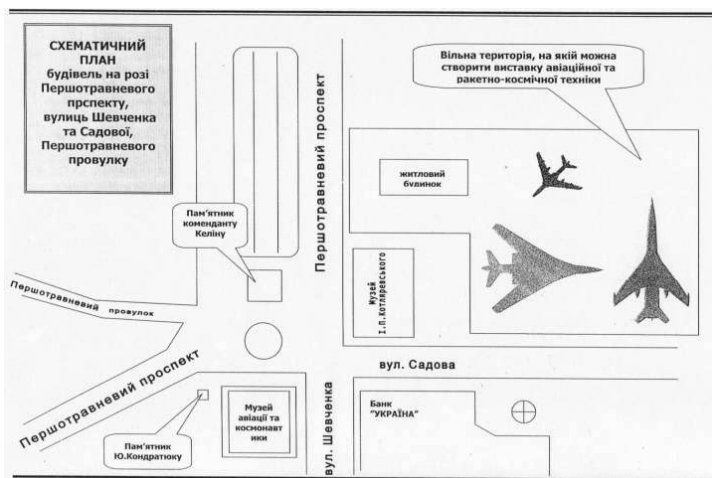 СХЕМАТИЧНИЙ
ПЛАН
будівель на розі
Першотравневого
прспекту,
вулиць Шевченка
та Садової,
Першотравневого
провулку
Вільна територія, на якій можна
створити виставку авіаційної та
ракетно-космічної техніки
Першотравневий проспект
житловий
будинок
Пам'ятник
коменданту
Келіну
Музей
І.П.Котляревського
Першотравневий провулок
Першотравневий проспект
вул. Садова
Музей
авіації та
космонавт
ики
Пам'ятник
Ю.Кондратюку
вул. Шевченка
Банк
"УКРАЇНА"